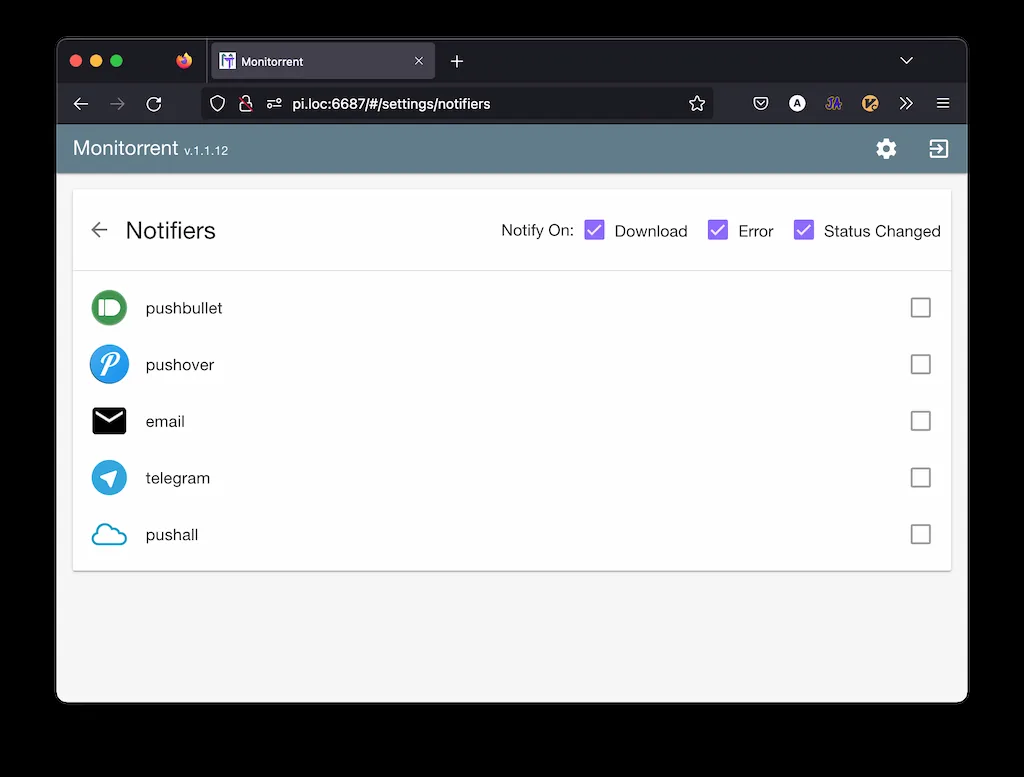 Monitorrent
pi.loc:6687/#/settings/notifiers
A
JA
Monitorrent v.1.1.12
Notifiers
Notify On: Download Error Status Changed
pushbullet
pushover
email
telegram
pushall